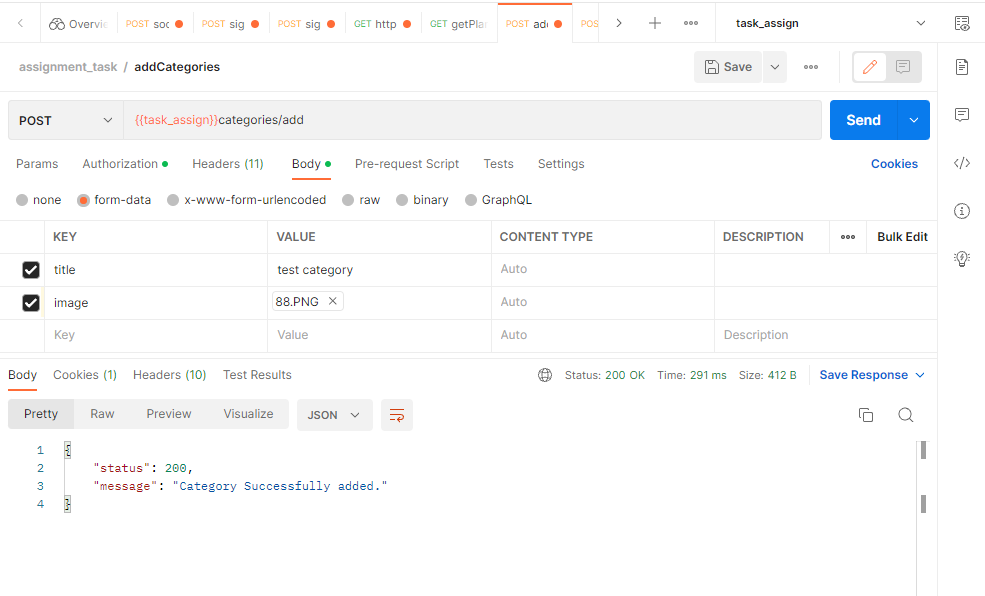 Overvi POST soc POST sig POST sig GET http GET getPla POST add POS task_assign
assignment_task / addCategories Save
POST {{task_assign}}categories/add Send
Params Authorization Headers (11) Body Pre-request Script Tests Settings Cookies
none form-data x-www-form-urlencoded raw binary GraphQL
KEY VALUE CONTENT TYPE DESCRIPTION Bulk Edit
title test category Auto
image 88.PNG Auto
Key Value Auto Description
Body Cookies (1) Headers (10) Test Results Status: 200 OK Time: 291 ms Size: 412 B Save Response
Pretty Raw Preview Visualize JSON
1 {
2 "status": 200,
3 "message": "Category Successfully added."
4 }